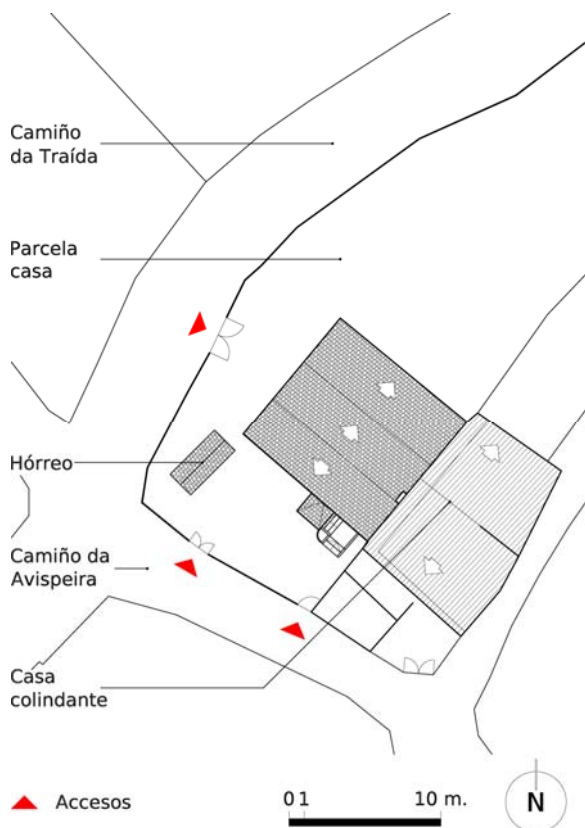 Camiño
da Traída
Parcela
casa
Hórreo
Camiño da
Avispeira
Casa
colindante
Accesos
0 1 10 m.
N